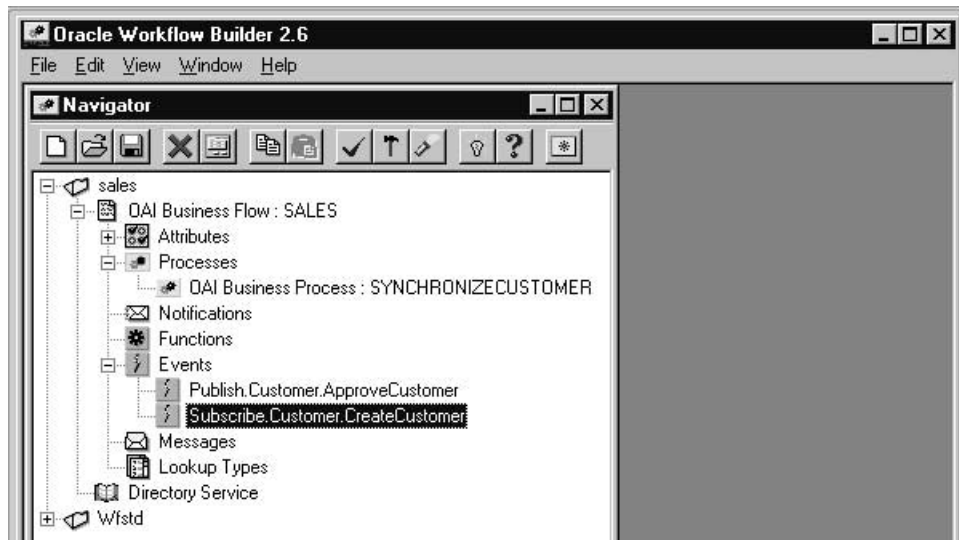 Oracle Workflow Builder 2.6
File Edit View Window Help
Navigator
sales
OAI Business Flow : SALES
Attributes
Processes
OAI Business Process : SYNCHRONIZECUSTOMER
Notifications
Functions
Events
Publish.Customer.ApproveCustomer
Subscribe.Customer.CreateCustomer
Messages
Lookup Types
Directory Service
Wfstd